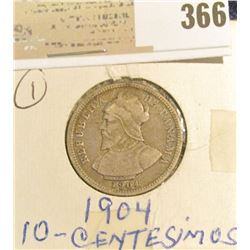 366
1
REPUBLICA DE PANAMA
1904
1904
10-CENTESIMOS